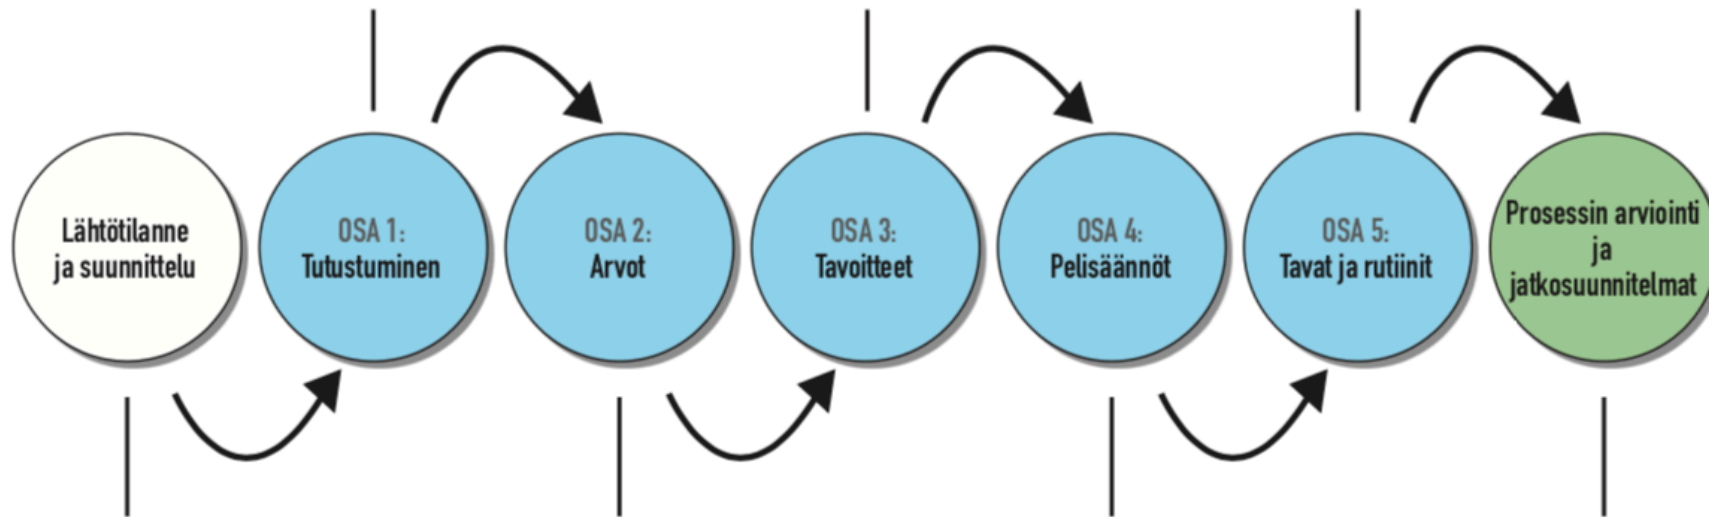 Lähtötilanne
ja suunnittelu
OSA 1:
Tutustuminen
OSA 2:
Arvot
OSA 3:
Tavoitteet
OSA 4:
Pelisäännöt
OSA 5:
Tavat ja rutiinit
Prosessin arviointi
ja
jatkosuunnitelmat